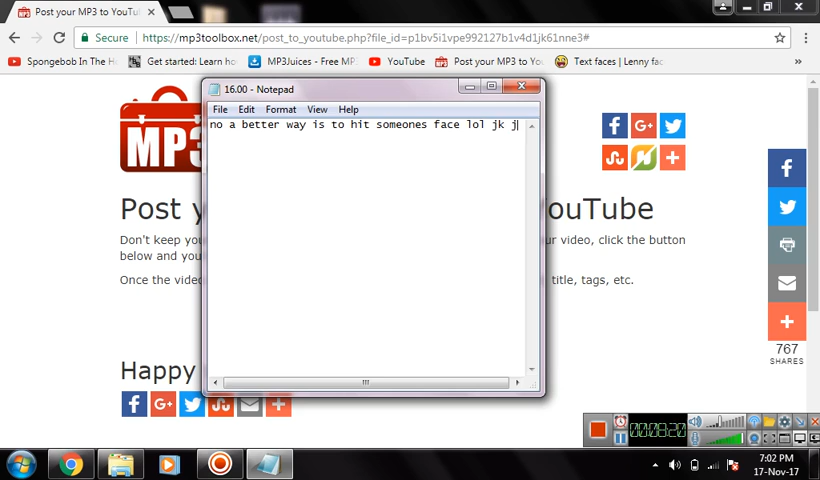 Post your MP3 to YouTu
Secure
https://mp3toolbox.net/post_to_youtube.php?file_id=p1bv5i1vpe992127b1v4d1jk61nne3#
Spongebob In The H
Get started: Learn ho
MP3Juices - Free MP
YouTube
Post your MP3 to Yo
Text faces | Lenny fac
»
16.00 - Notepad
File Edit Format View Help
no a better way is to hit someones face lol jk j
MP3
Post y
ouTube
Don't keep you
ur video, click the button
below and you
Once the video
title, tags, etc.
767
SHARES
Happy
00:08:20
7:02 PM
17-Nov-17